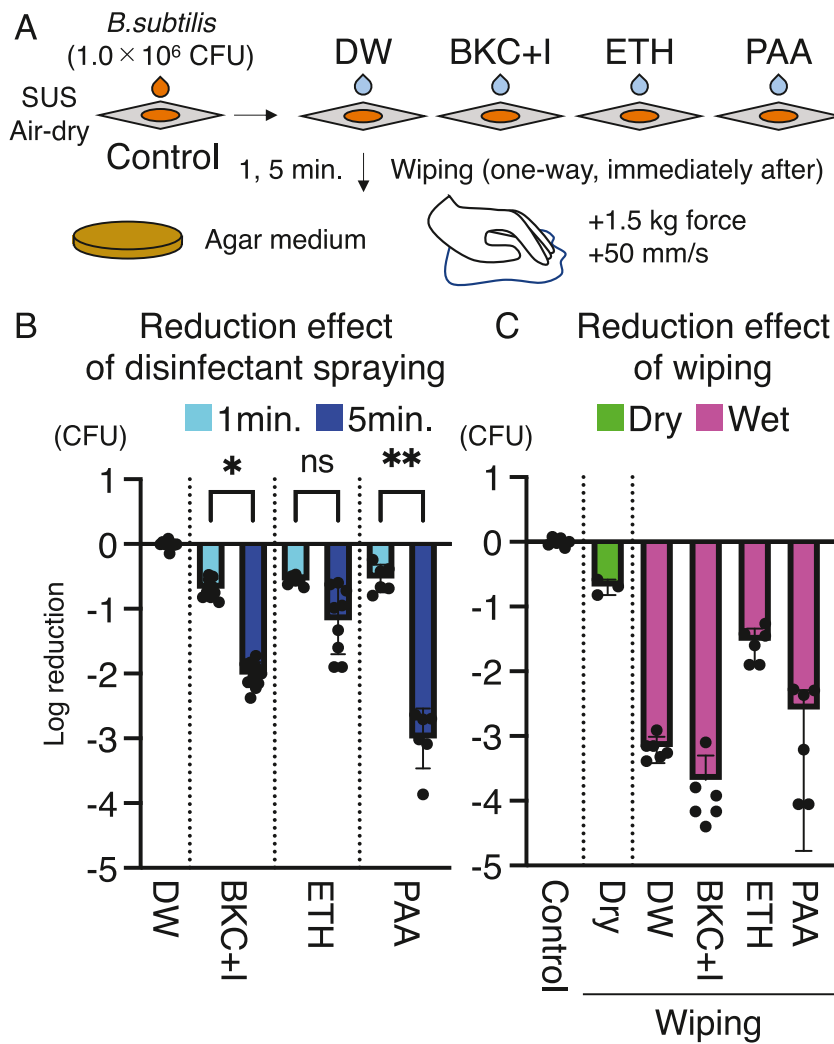 A
B.subtilis
(1.0×10⁶ CFU)
SUS
Air-dry
Control
DW
BKC+I
ETH
PAA
1, 5 min.
Wiping (one-way, immediately after)
Agar medium
+1.5 kg force
+50 mm/s
B
Reduction effect
of disinfectant spraying
1min.
5min.
(CFU)
Log reduction
1
0
-1
-2
-3
-4
-5
*
ns
**
DW
BKC+I
ETH
PAA
C
Reduction effect
of wiping
Dry
Wet
(CFU)
1
0
-1
-2
-3
-4
-5
Control
Dry
DW
BKC+I
ETH
PAA
Wiping